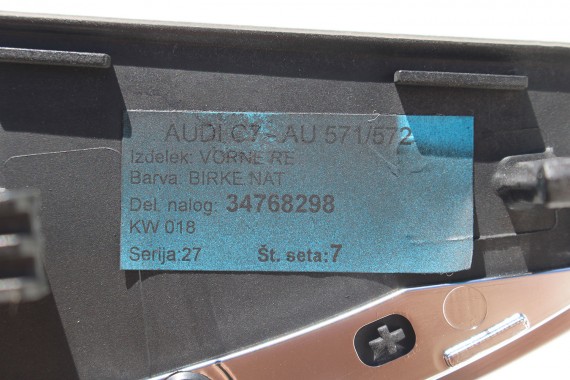 AUDI C7 - AU 571/572
Izdelek: VORNE RE
Barva: BIRKE NAT
Del. nalog: 34768298
KW 018
Serija:27 Št. seta:7